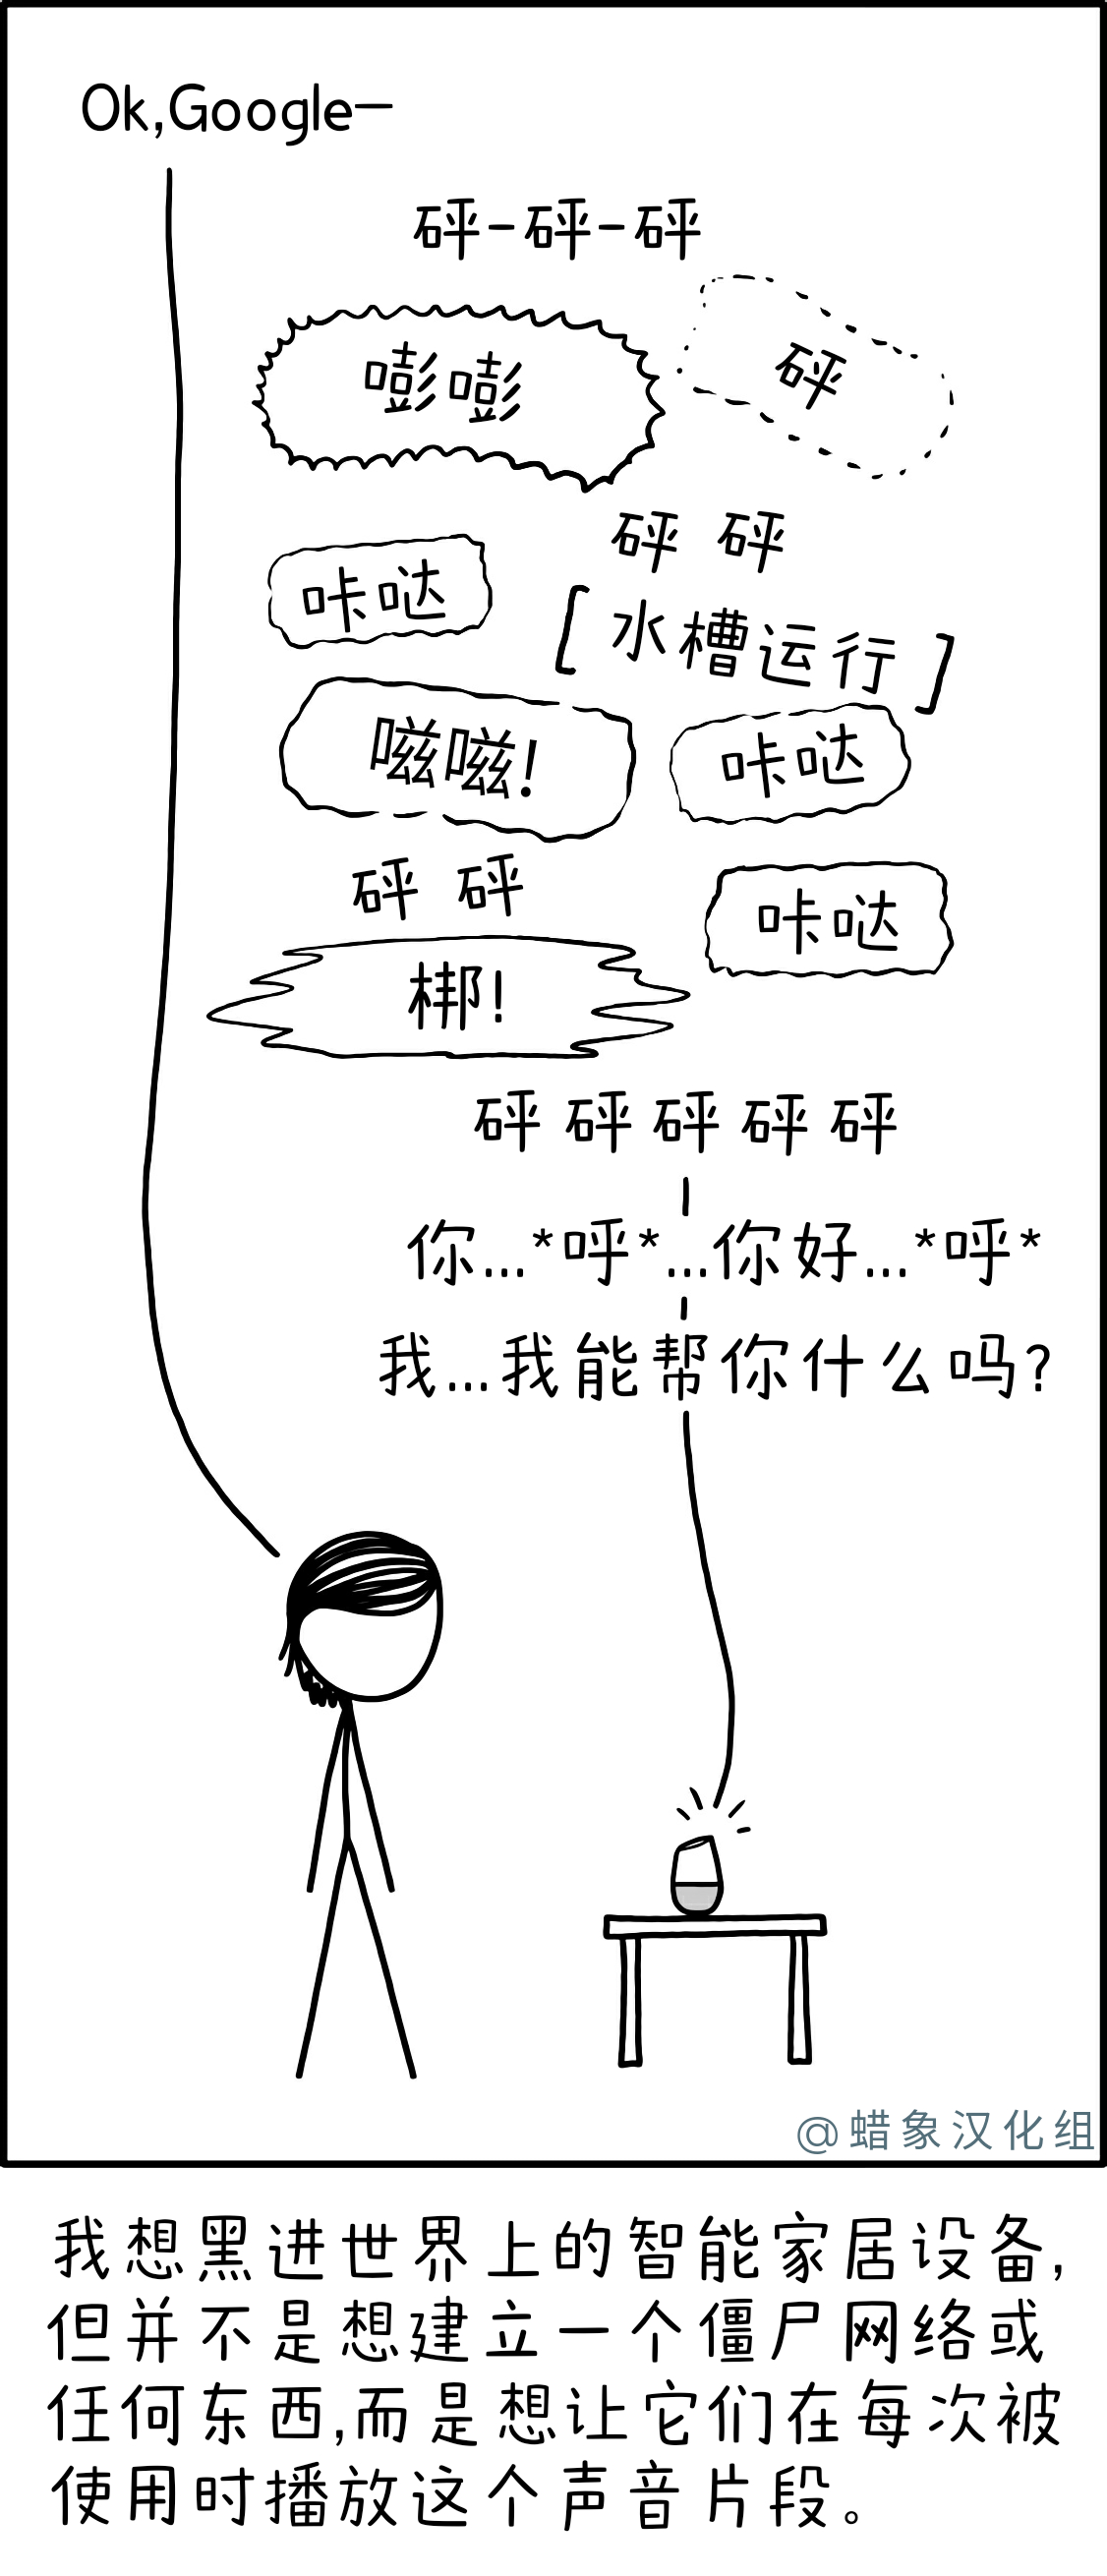 Ok,Google—
砰-砰-砰
嘭嘭
砰
砰 砰
咔哒
[水槽运行]
嗞嗞!
咔哒
砰 砰
咔哒
梆!
砰 砰 砰 砰 砰
你...*呼*...你好...*呼*
我...我能帮你什么吗?
@蜡象汉化组
我想黑进世界上的智能家居设备,
但并不是想建立一个僵尸网络或
任何东西,而是想让它们在每次被
使用时播放这个声音片段。